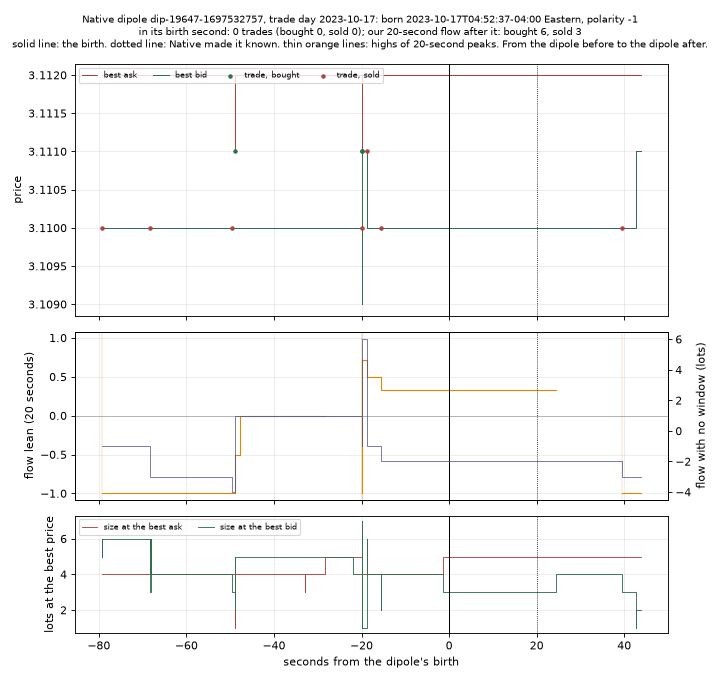 Native dipole dip-19647-1697532757, trade day 2023-10-17: born 2023-10-17T04:52:37-04:00 Eastern, polarity -1
in its birth second: 0 trades (bought 0, sold 0); our 20-second flow after it: bought 6, sold 3
solid line: the birth. dotted line: Native made it known. thin orange lines: highs of 20-second peaks. From the dipole before to the dipole after.
best ask
best bid
trade, bought
trade, sold
3.1120
3.1115
3.1110
3.1105
3.1100
3.1095
3.1090
price
1.0
0.5
0.0
−0.5
−1.0
flow lean (20 seconds)
6
4
2
0
−2
−4
flow with no window (lots)
size at the best ask
size at the best bid
6
4
2
lots at the best price
−80
−60
−40
−20
0
20
40
seconds from the dipole's birth